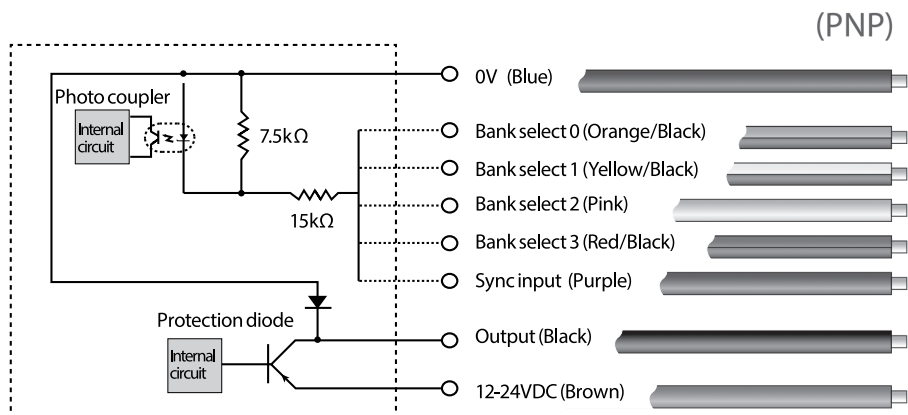 (PNP)
0V (Blue)
Photo coupler
Internal
circuit
7.5kΩ
Bank select 0 (Orange/Black)
Bank select 1 (Yellow/Black)
15kΩ
Bank select 2 (Pink)
Bank select 3 (Red/Black)
Sync input (Purple)
Protection diode
Output (Black)
Internal
circuit
12-24VDC (Brown)